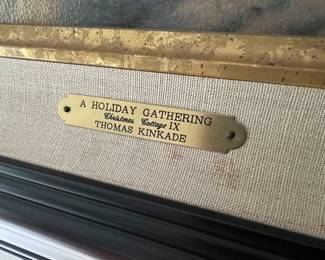 A HOLIDAY GATHERING
Christmas Cottage IX
THOMAS KINKADE